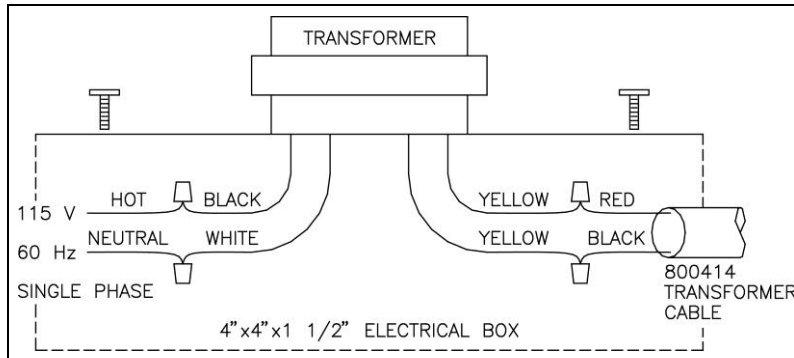 TRANSFORMER
HOT BLACK YELLOW RED
115 V
NEUTRAL WHITE YELLOW BLACK
60 Hz
SINGLE PHASE
800414
TRANSFORMER
CABLE
4"x4"x1 1/2" ELECTRICAL BOX